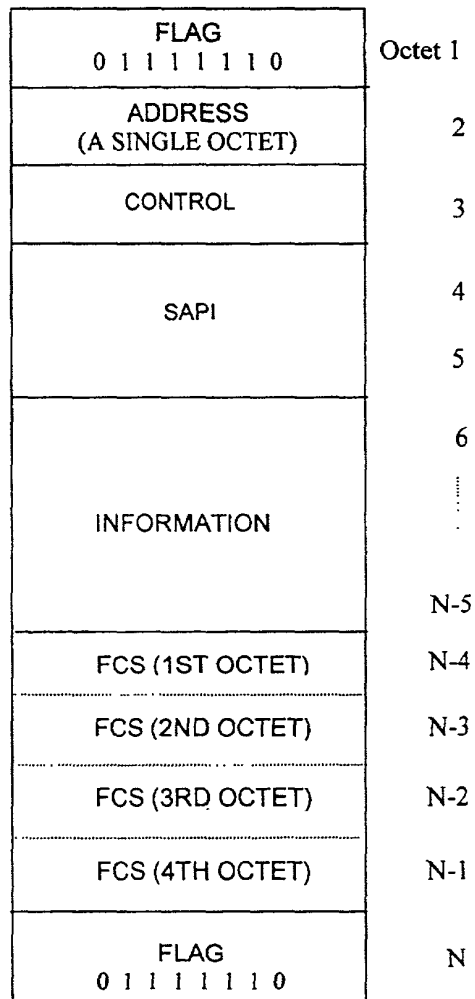 FLAG
0 1 1 1 1 1 1 0
Octet 1
ADDRESS
(A SINGLE OCTET)
2
CONTROL
3
SAPI
4
5
INFORMATION
6
N-5
FCS (1ST OCTET)
N-4
FCS (2ND OCTET)
N-3
FCS (3RD OCTET)
N-2
FCS (4TH OCTET)
N-1
FLAG
0 1 1 1 1 1 1 0
N